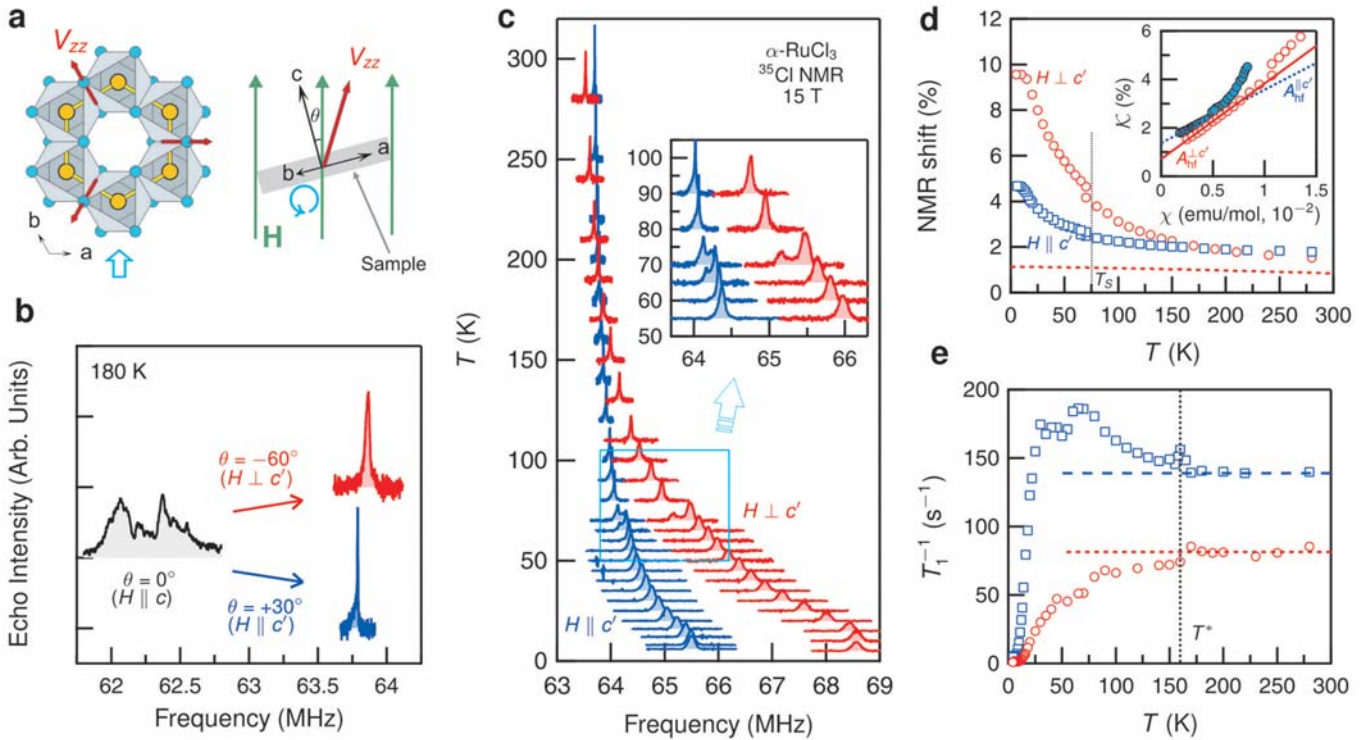 a
V_zz
b
a
c
V_zz
θ
a
b
H
Sample
b
Echo Intensity (Arb. Units)
180 K
θ = −60°
(H ⊥ c′)
θ = 0°
(H ∥ c)
θ = +30°
(H ∥ c′)
62 62.5 63 63.5 64
Frequency (MHz)
c
T (K)
300
250
200
150
100
50
0
α-RuCl₃
³⁵Cl NMR
15 T
100
90
80
70
60
50
64 65 66
H ⊥ c′
H ∥ c′
63 64 65 66 67 68 69
Frequency (MHz)
d
NMR shift (%)
12
10
8
6
4
2
0
H ⊥ c′
H ∥ c′
T_S
0 50 100 150 200 250 300
T (K)
K (%)
6
4
2
0
A_hf^∥c′
A_hf^⊥c′
0 0.5 1 1.5
χ (emu/mol, 10⁻²)
e
T₁⁻¹ (s⁻¹)
200
150
100
50
0
T*
0 50 100 150 200 250 300
T (K)